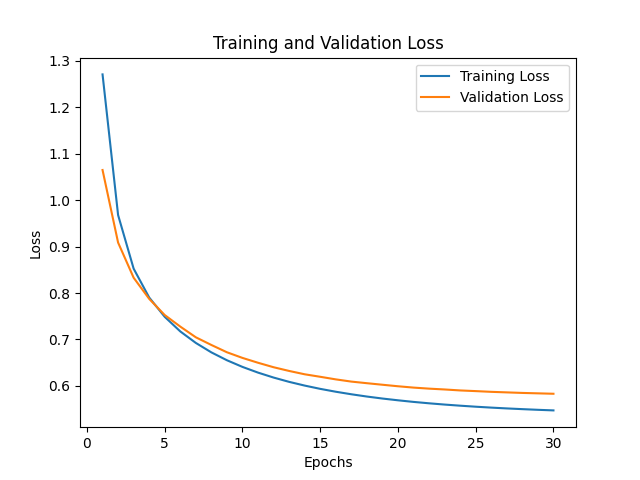 Training and Validation Loss
1.3
1.2
1.1
1.0
0.9
0.8
0.7
0.6
Loss
Training Loss
Validation Loss
0 5 10 15 20 25 30
Epochs